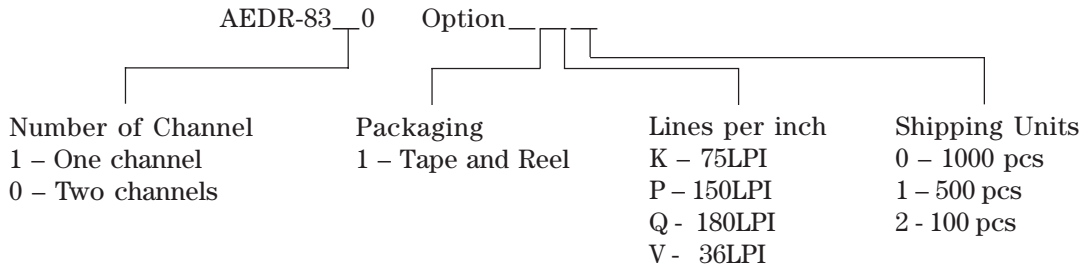 AEDR-83__0 Option__ __ __
Number of Channel
1 – One channel
0 – Two channels
Packaging
1 – Tape and Reel
Lines per inch
K – 75LPI
P – 150LPI
Q - 180LPI
V - 36LPI
Shipping Units
0 – 1000 pcs
1 – 500 pcs
2 - 100 pcs